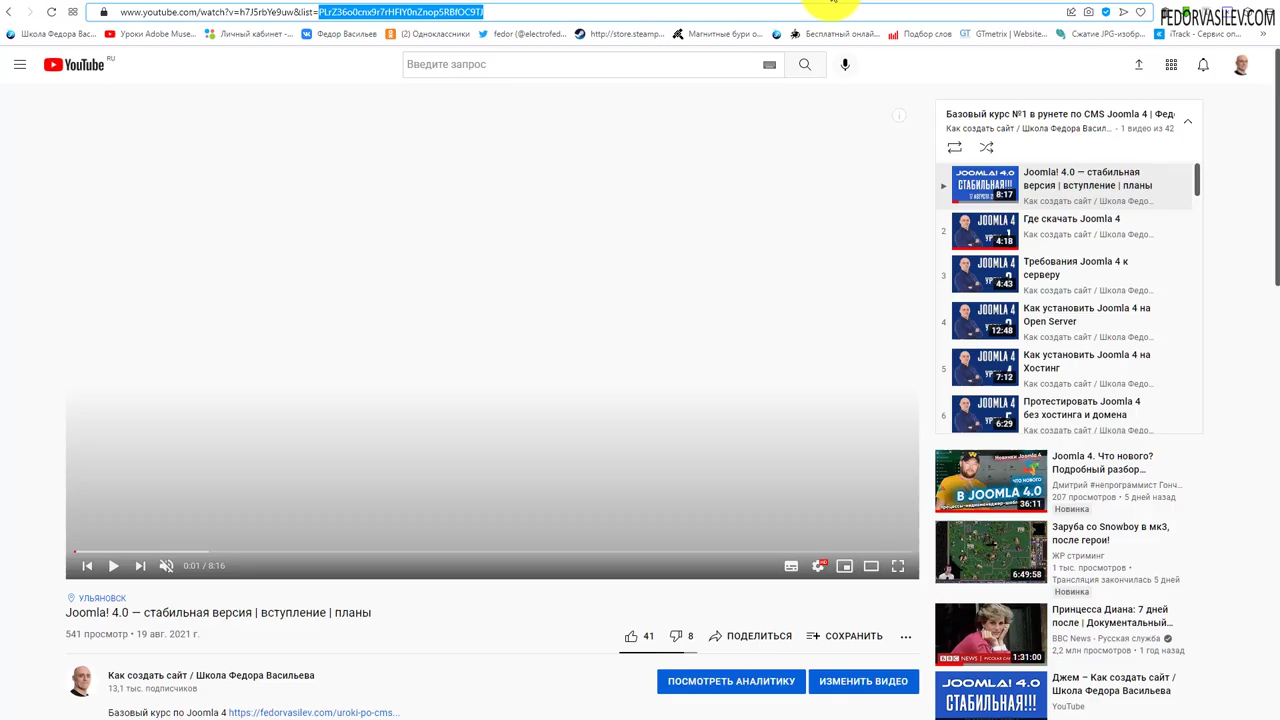 www.youtube.com/watch?v=h7J5rbYe9uw&list=PLrZ36o0cnx9r7rHFIY0nZnop5RBfOC9TJ
FEDORVASILEV.COM
Школа Федора Вас...
Уроки Adobe Muse...
Личный кабинет -...
Федор Васильев
(2) Одноклассники
fedor (@electrofed...
http://store.steamp...
Магнитные бури о...
Бесплатный онлай...
Подбор слов
GTmetrix | Website...
Сжатие JPG-изобр...
iTrack - Сервис оп...
YouTube RU
Введите запрос
Базовый курс №1 в рунете по CMS Joomla 4 | Фед
Как создать сайт / Школа Федора Васил... - 1 видео из 42
JOOMLA! 4.0
СТАБИЛЬНАЯ!!!
8:17
Joomla! 4.0 — стабильная
версия | вступление | планы
Как создать сайт / Школа Федо...
2
JOOMLA 4
4:18
Где скачать Joomla 4
Как создать сайт / Школа Федо...
3
JOOMLA 4
4:43
Требования Joomla 4 к
серверу
Как создать сайт / Школа Федо...
4
JOOMLA 4
12:48
Как установить Joomla 4 на
Open Server
Как создать сайт / Школа Федо...
5
JOOMLA 4
7:12
Как установить Joomla 4 на
Хостинг
Как создать сайт / Школа Федо...
6
JOOMLA 4
6:29
Протестировать Joomla 4
без хостинга и домена
Как создать сайт / Школа Федо...
Новинки Joomla 4
ЧТО НОВОГО
В JOOMLA 4.0
36:11
Joomla 4. Что нового?
Подробный разбор...
Дмитрий #непрограммист Гонч...
207 просмотров • 5 дней назад
Новинка
6:49:58
Заруба со Snowboy в мк3,
после герои!
ЖР стриминг
1 тыс. просмотров •
Трансляция закончилась 5 дней
Новинка
BBC NEWS
1:31:00
Принцесса Диана: 7 дней
после | Документальный...
BBC News - Русская служба
2,2 млн просмотров • 1 год назад
JOOMLA! 4.0
СТАБИЛЬНАЯ!!!
Джем – Как создать сайт /
Школа Федора Васильева
YouTube
0:01 / 8:16
HD
УЛЬЯНОВСК
Joomla! 4.0 — стабильная версия | вступление | планы
541 просмотр • 19 авг. 2021 г.
41
8
ПОДЕЛИТЬСЯ
СОХРАНИТЬ
Как создать сайт / Школа Федора Васильева
13,1 тыс. подписчиков
ПОСМОТРЕТЬ АНАЛИТИКУ
ИЗМЕНИТЬ ВИДЕО
Базовый курс по Joomla 4 https://fedorvasilev.com/uroki-po-cms...